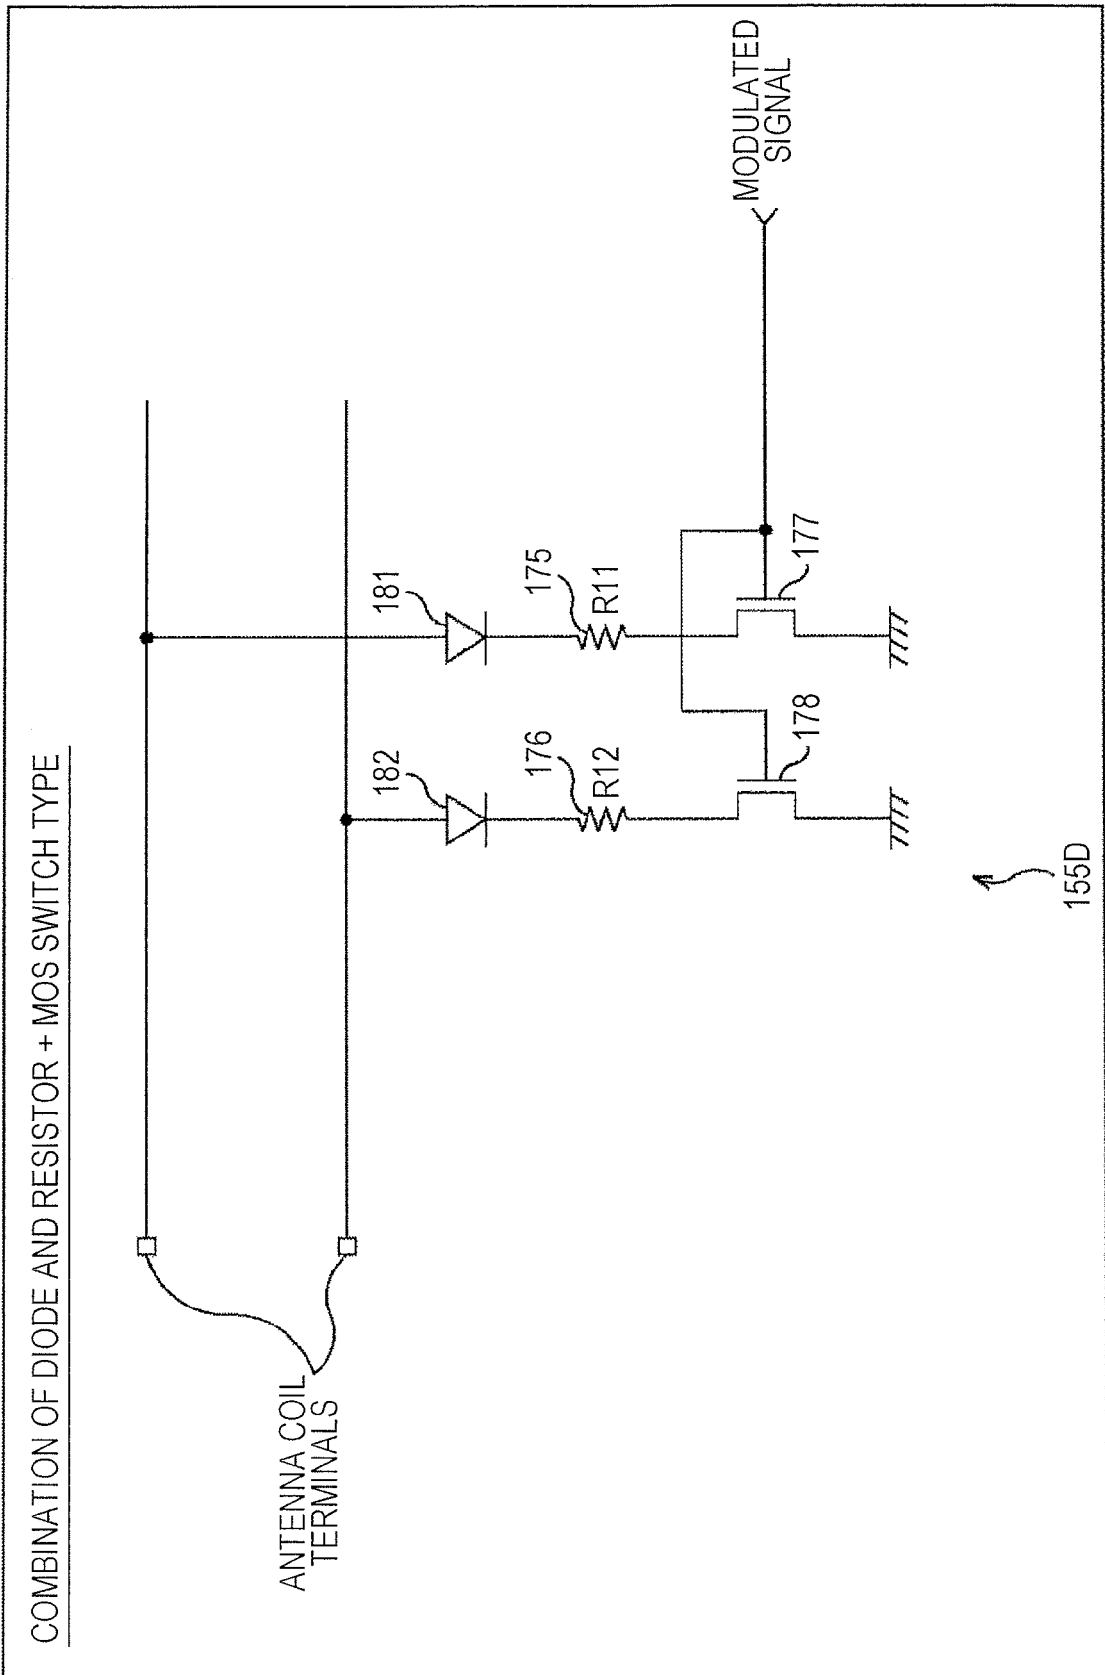 COMBINATION OF DIODE AND RESISTOR + MOS SWITCH TYPE
ANTENNA COIL
TERMINALS
182
181
176
R12
175
R11
178
177
MODULATED
SIGNAL
155D